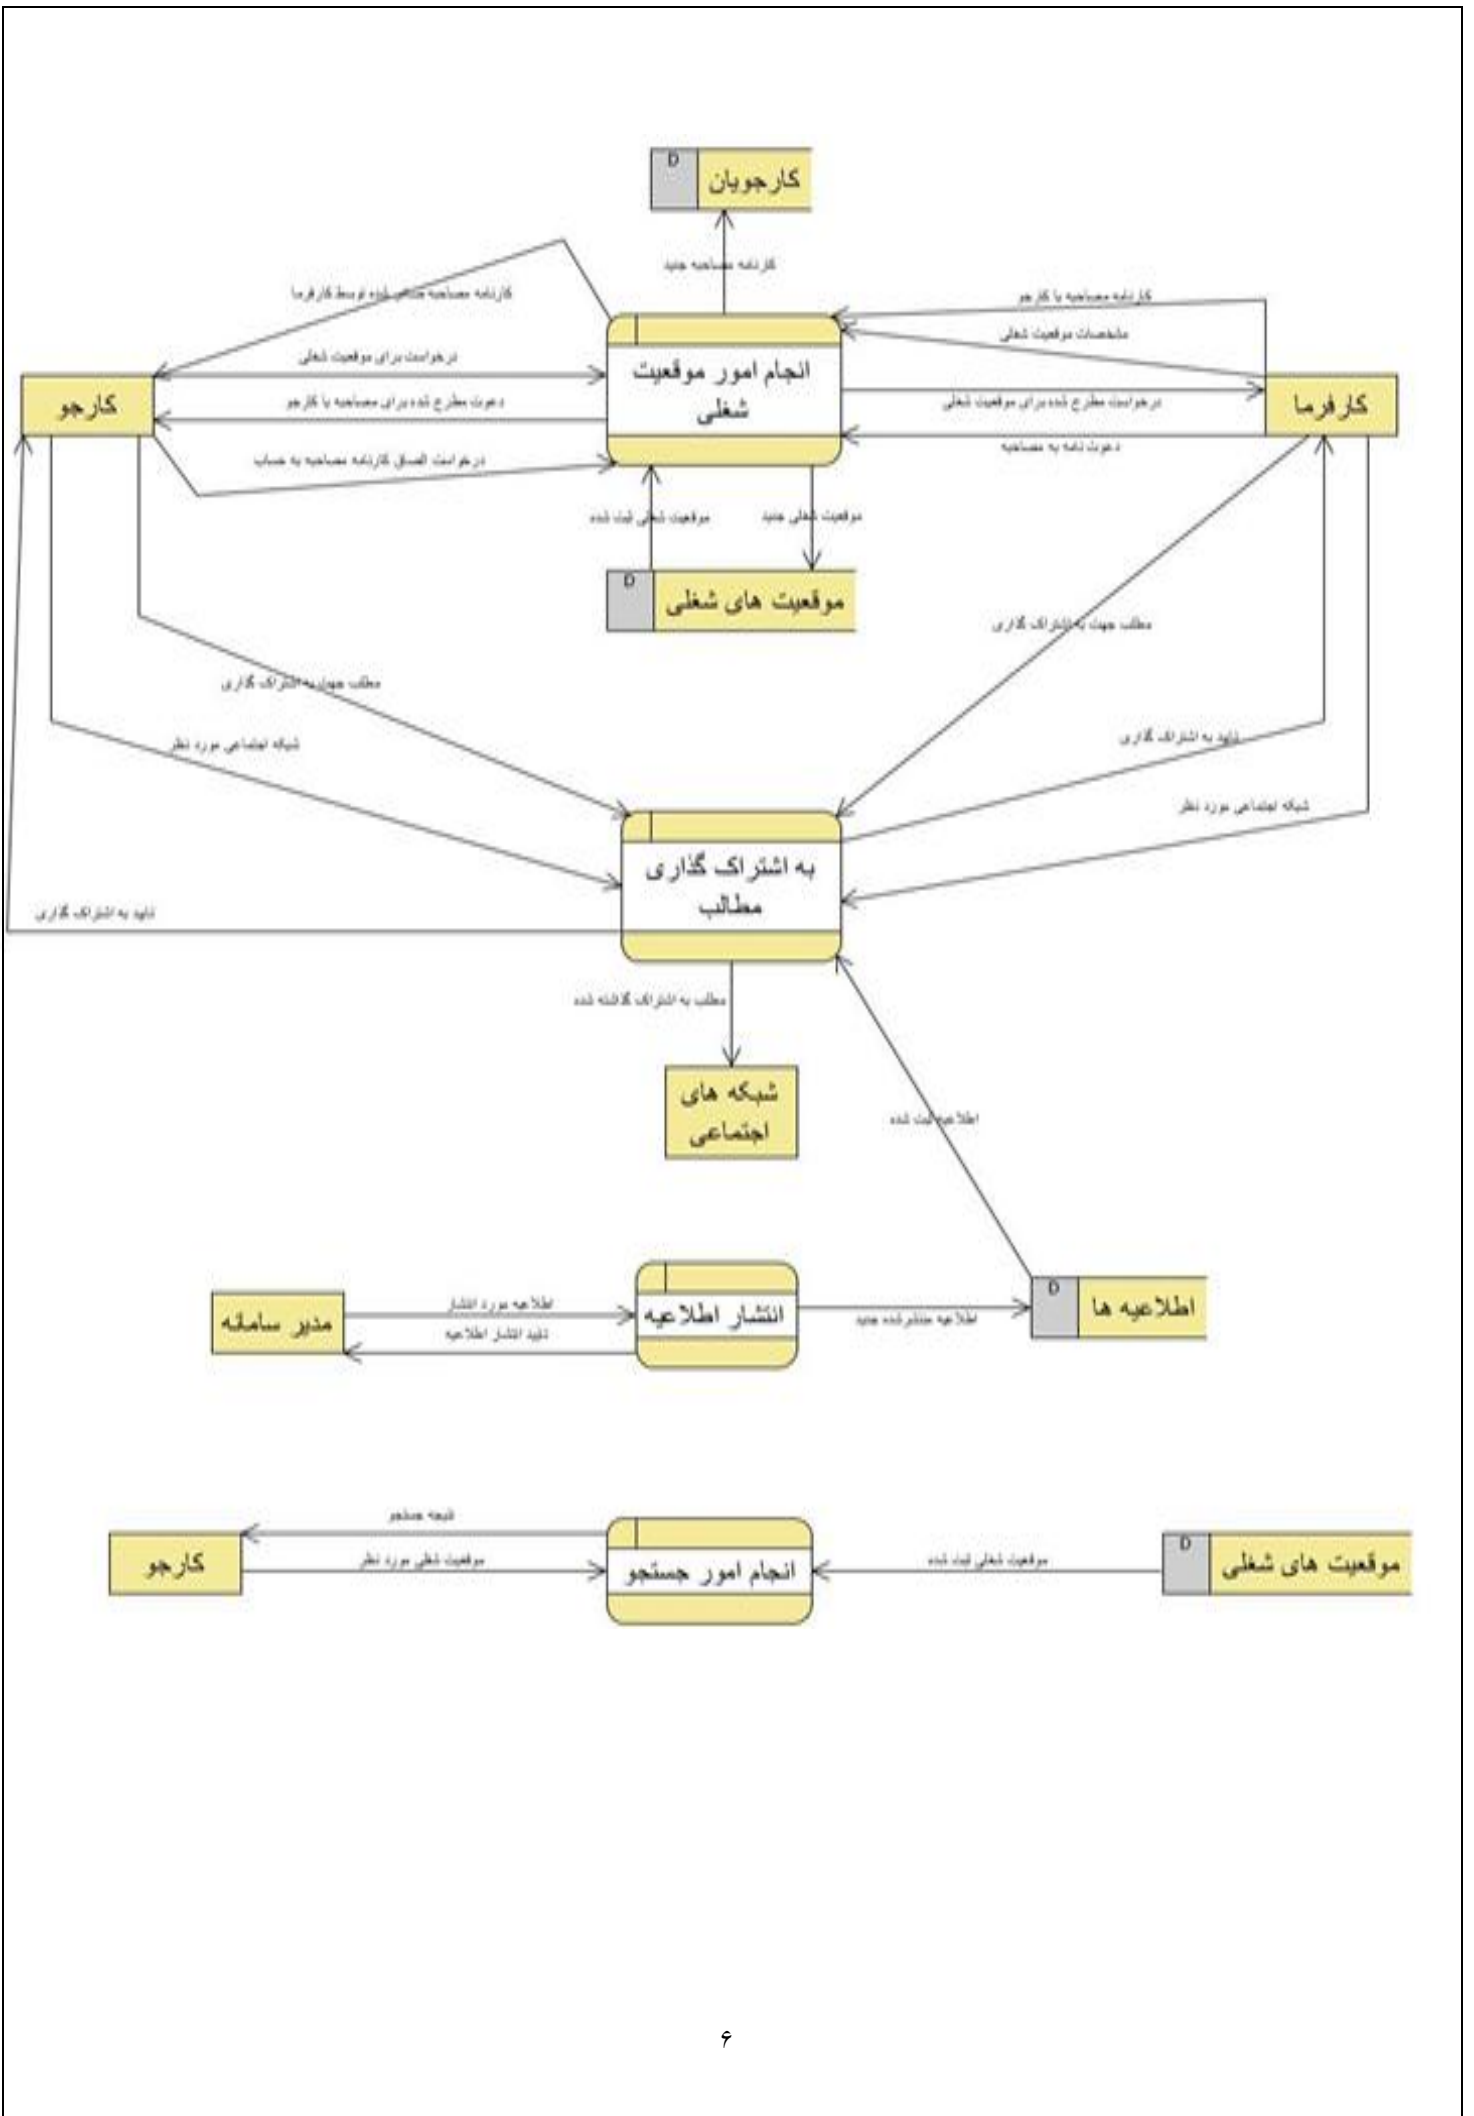 D
کارجویان
کارنامه مصاحبه جدید
کارنامه مصاحبه شده توسط کارفرما
کارنامه مصاحبه با کارجو
مشخصات موقعیت شغلی
درخواست برای موقعیت شغلی
انجام امور موقعیت
شغلی
کارجو
کارفرما
دعوت مطرح شده برای مصاحبه با کارجو
درخواست مطرح شده برای موقعیت شغلی
دعوت نامه به مصاحبه
درخواست الصاق کارنامه مصاحبه به حساب
موقعیت شغلی ثبت شده
موقعیت شغلی جدید
D
موقعیت های شغلی
مطلب جهت به اشتراک گذاری
مطلب جهت به اشتراک گذاری
شبکه اجتماعی مورد نظر
تایید به اشتراک گذاری
شبکه اجتماعی مورد نظر
به اشتراک گذاری
مطالب
تایید به اشتراک گذاری
مطلب به اشتراک گذاشته شده
شبکه های
اجتماعی
اطلاعیه ثبت شده
مدیر سامانه
اطلاعیه مورد انتشار
تایید انتشار اطلاعیه
انتشار اطلاعیه
اطلاعیه منتشر شده جدید
D
اطلاعیه ها
کارجو
نتیجه جستجو
موقعیت شغلی مورد نظر
انجام امور جستجو
موقعیت شغلی ثبت شده
D
موقعیت های شغلی
۶